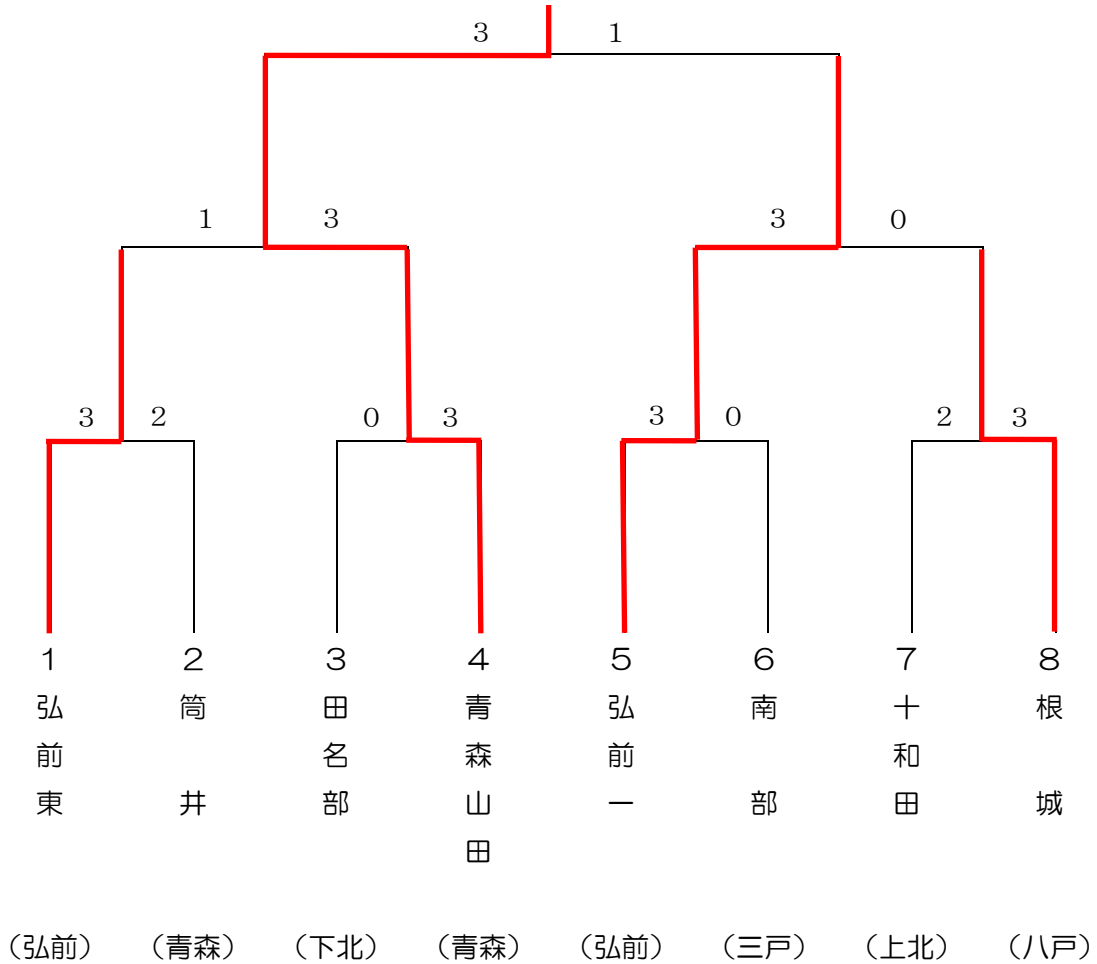 ３ １
１ ３ ３ ０
３ ２ ０ ３ ３ ０ ２ ３
１ ２ ３ ４ ５ ６ ７ ８
弘前東
筒井
田名部
青森山田
弘前一
南部
十和田
根城
（弘前） （青森） （下北） （青森） （弘前） （三戸） （上北） （八戸）